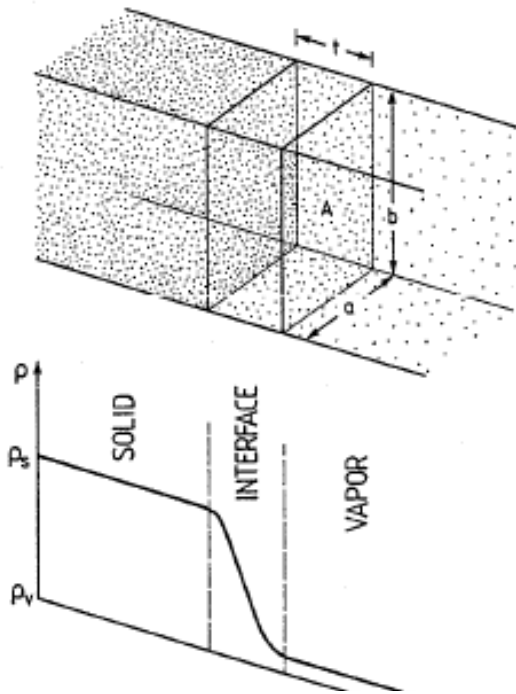 t
A
b
a
ρ
SOLID
INTERFACE
VAPOR
ρs
ρv